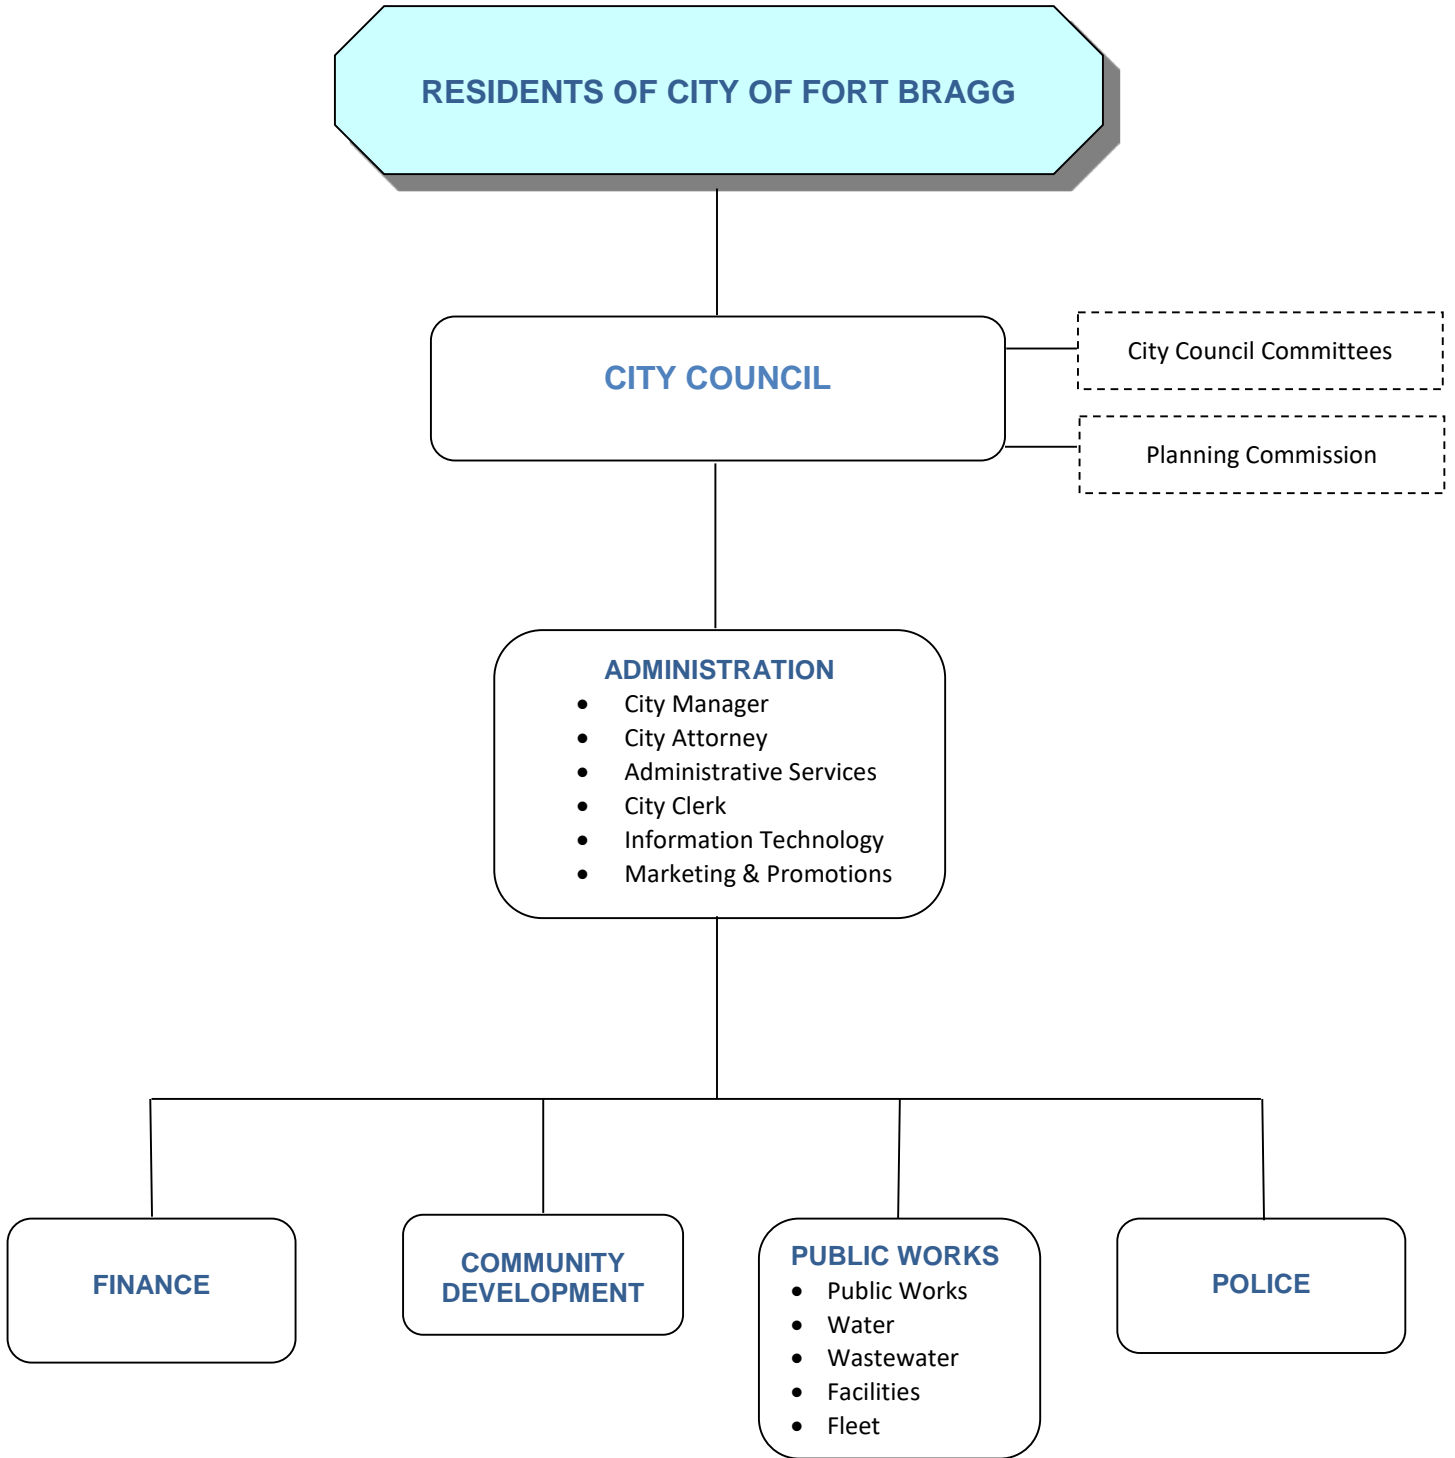 RESIDENTS OF CITY OF FORT BRAGG
CITY COUNCIL
City Council Committees
Planning Commission
ADMINISTRATION
• City Manager
• City Attorney
• Administrative Services
• City Clerk
• Information Technology
• Marketing & Promotions
FINANCE
COMMUNITY
DEVELOPMENT
PUBLIC WORKS
• Public Works
• Water
• Wastewater
• Facilities
• Fleet
POLICE